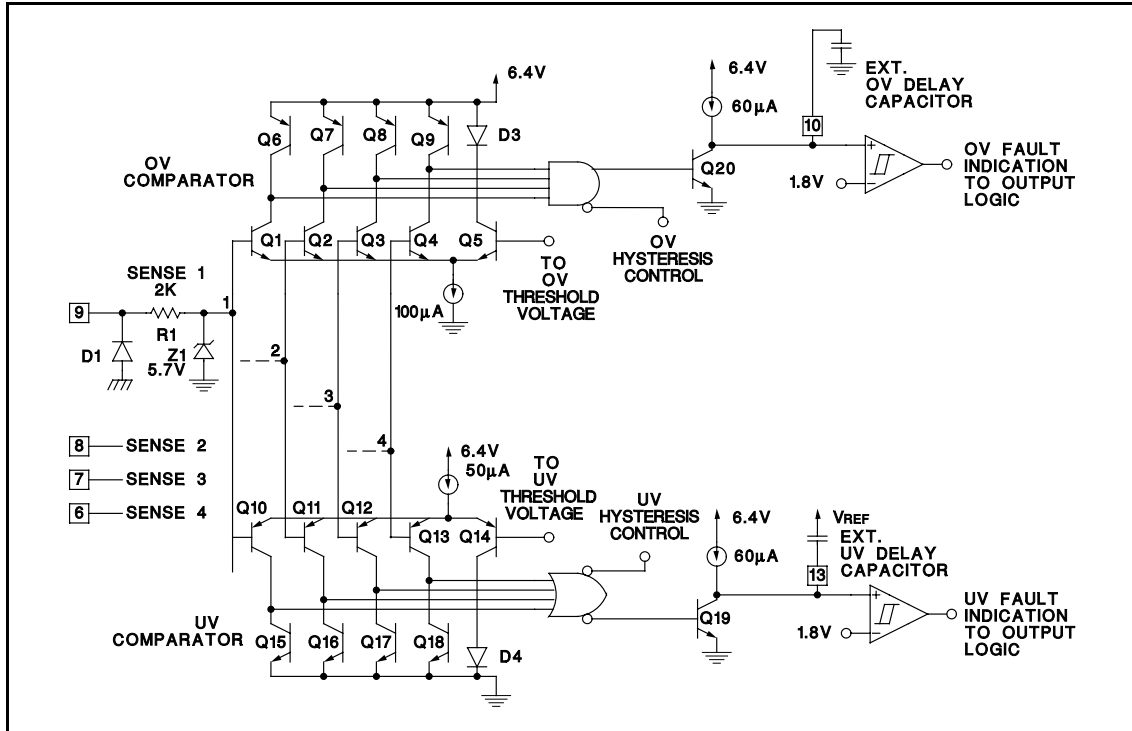 6.4V
Q6
Q7
Q8
Q9
D3
OV
COMPARATOR
Q1
Q2
Q3
Q4
Q5
100µA
TO
OV
THRESHOLD
VOLTAGE
OV
HYSTERESIS
CONTROL
6.4V
60µA
Q20
10
EXT.
OV DELAY
CAPACITOR
1.8V
+
−
OV FAULT
INDICATION
TO OUTPUT
LOGIC
SENSE 1
2K
1
9
R1
D1
Z1
5.7V
2
3
4
8 SENSE 2
7 SENSE 3
6 SENSE 4
6.4V
50µA
TO
UV
THRESHOLD
VOLTAGE
UV
HYSTERESIS
CONTROL
Q10
Q11
Q12
Q13
Q14
UV
COMPARATOR
Q15
Q16
Q17
Q18
D4
6.4V
60µA
Q19
VREF
EXT.
UV DELAY
CAPACITOR
13
1.8V
+
−
UV FAULT
INDICATION
TO OUTPUT
LOGIC